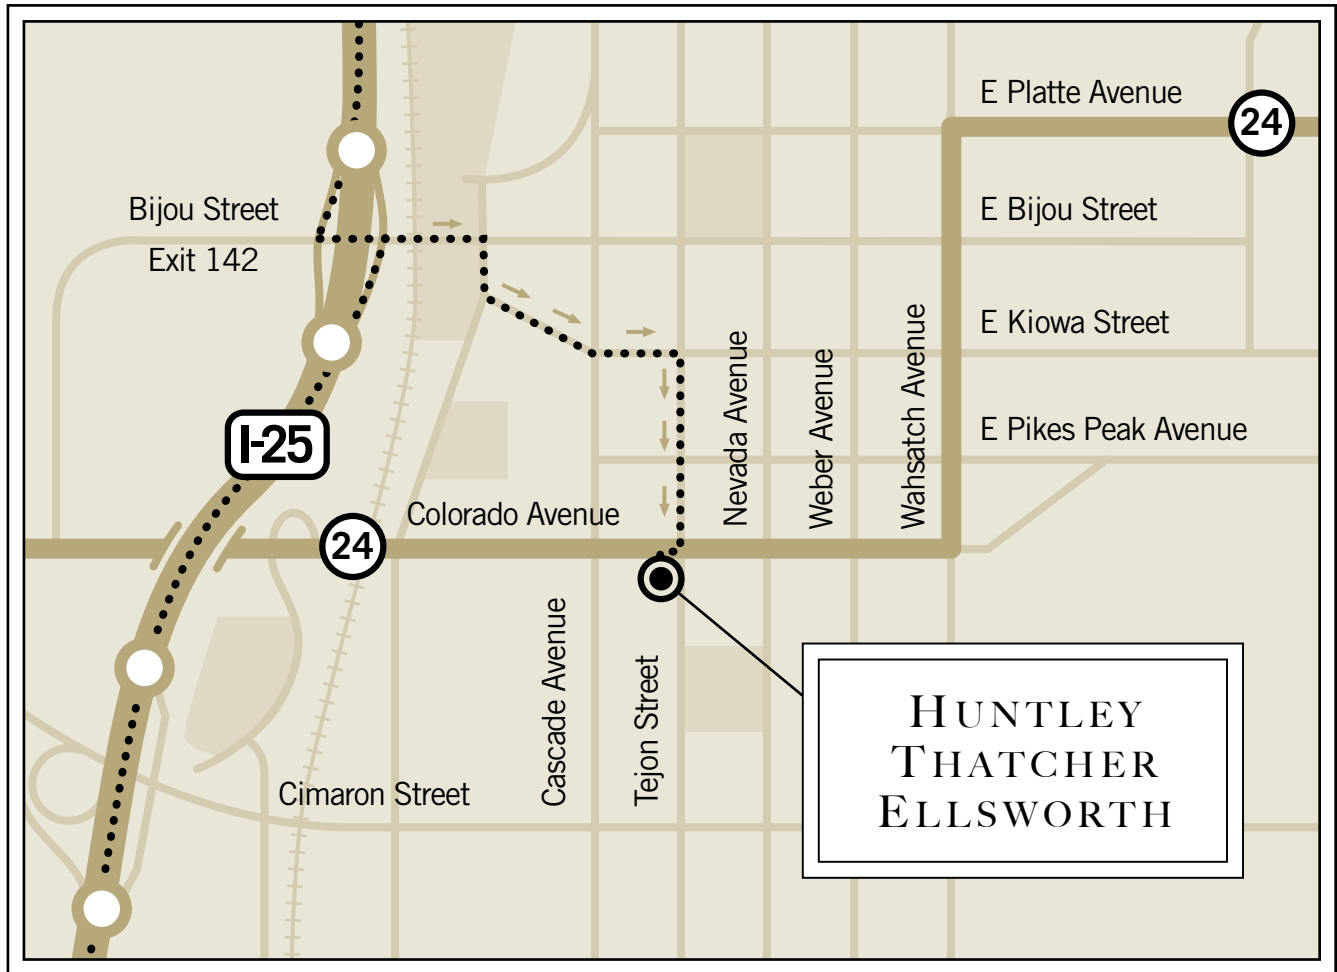 E Platte Avenue
24
Bijou Street
Exit 142
E Bijou Street
E Kiowa Street
Nevada Avenue
Weber Avenue
Wahsatch Avenue
E Pikes Peak Avenue
I-25
Colorado Avenue
24
Cascade Avenue
Tejon Street
Cimaron Street
HUNTLEY
THATCHER
ELLSWORTH